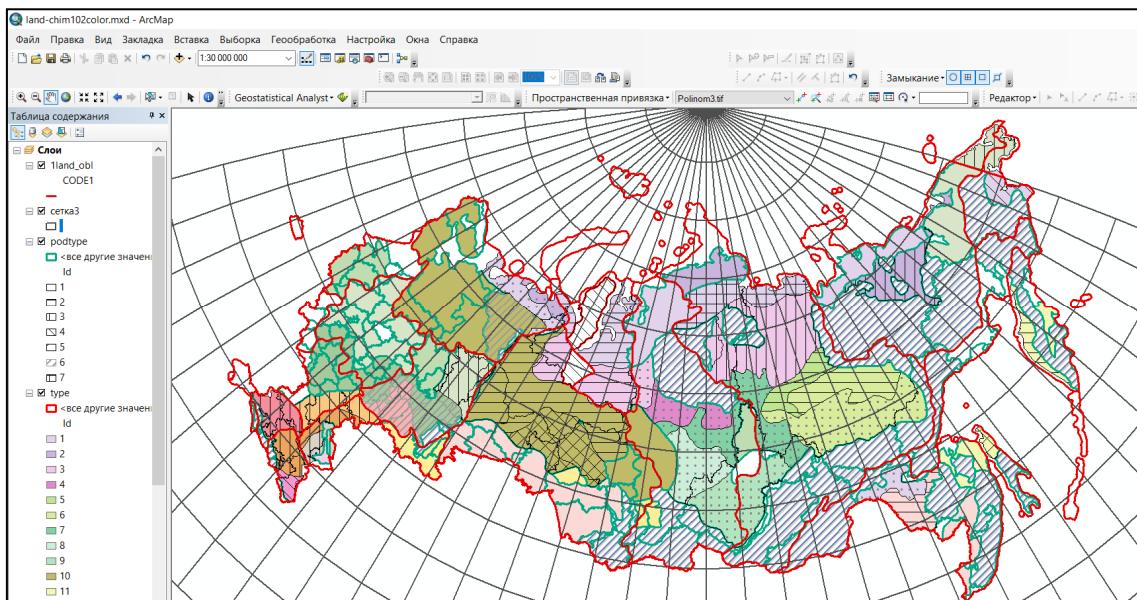 land-chim102color.mxd - ArcMap
Файл Правка Вид Закладка Вставка Выборка Геообработка Настройка Окна Справка
1:30 000 000
100%
Замыкание
Geostatistical Analyst
Пространственная привязка
Polinom3.tif
Редактор
Таблица содержания
Слои
1land_obl
CODE1
сетка3
podtype
<все другие значени
Id
1
2
3
4
5
6
7
type
<все другие значени
Id
1
2
3
4
5
6
7
8
9
10
11